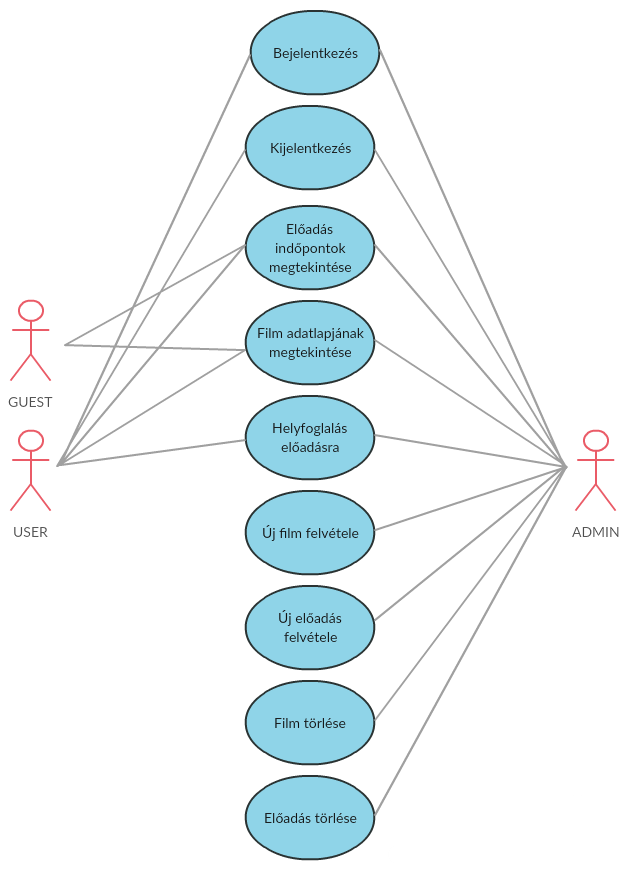 Bejelentkezés
Kijelentkezés
Előadás
indőpontok
megtekintése
Film adatlapjának
megtekintése
GUEST
Helyfoglalás
előadásra
USER
ADMIN
Új film felvétele
Új előadás
felvétele
Film törlése
Előadás törlése